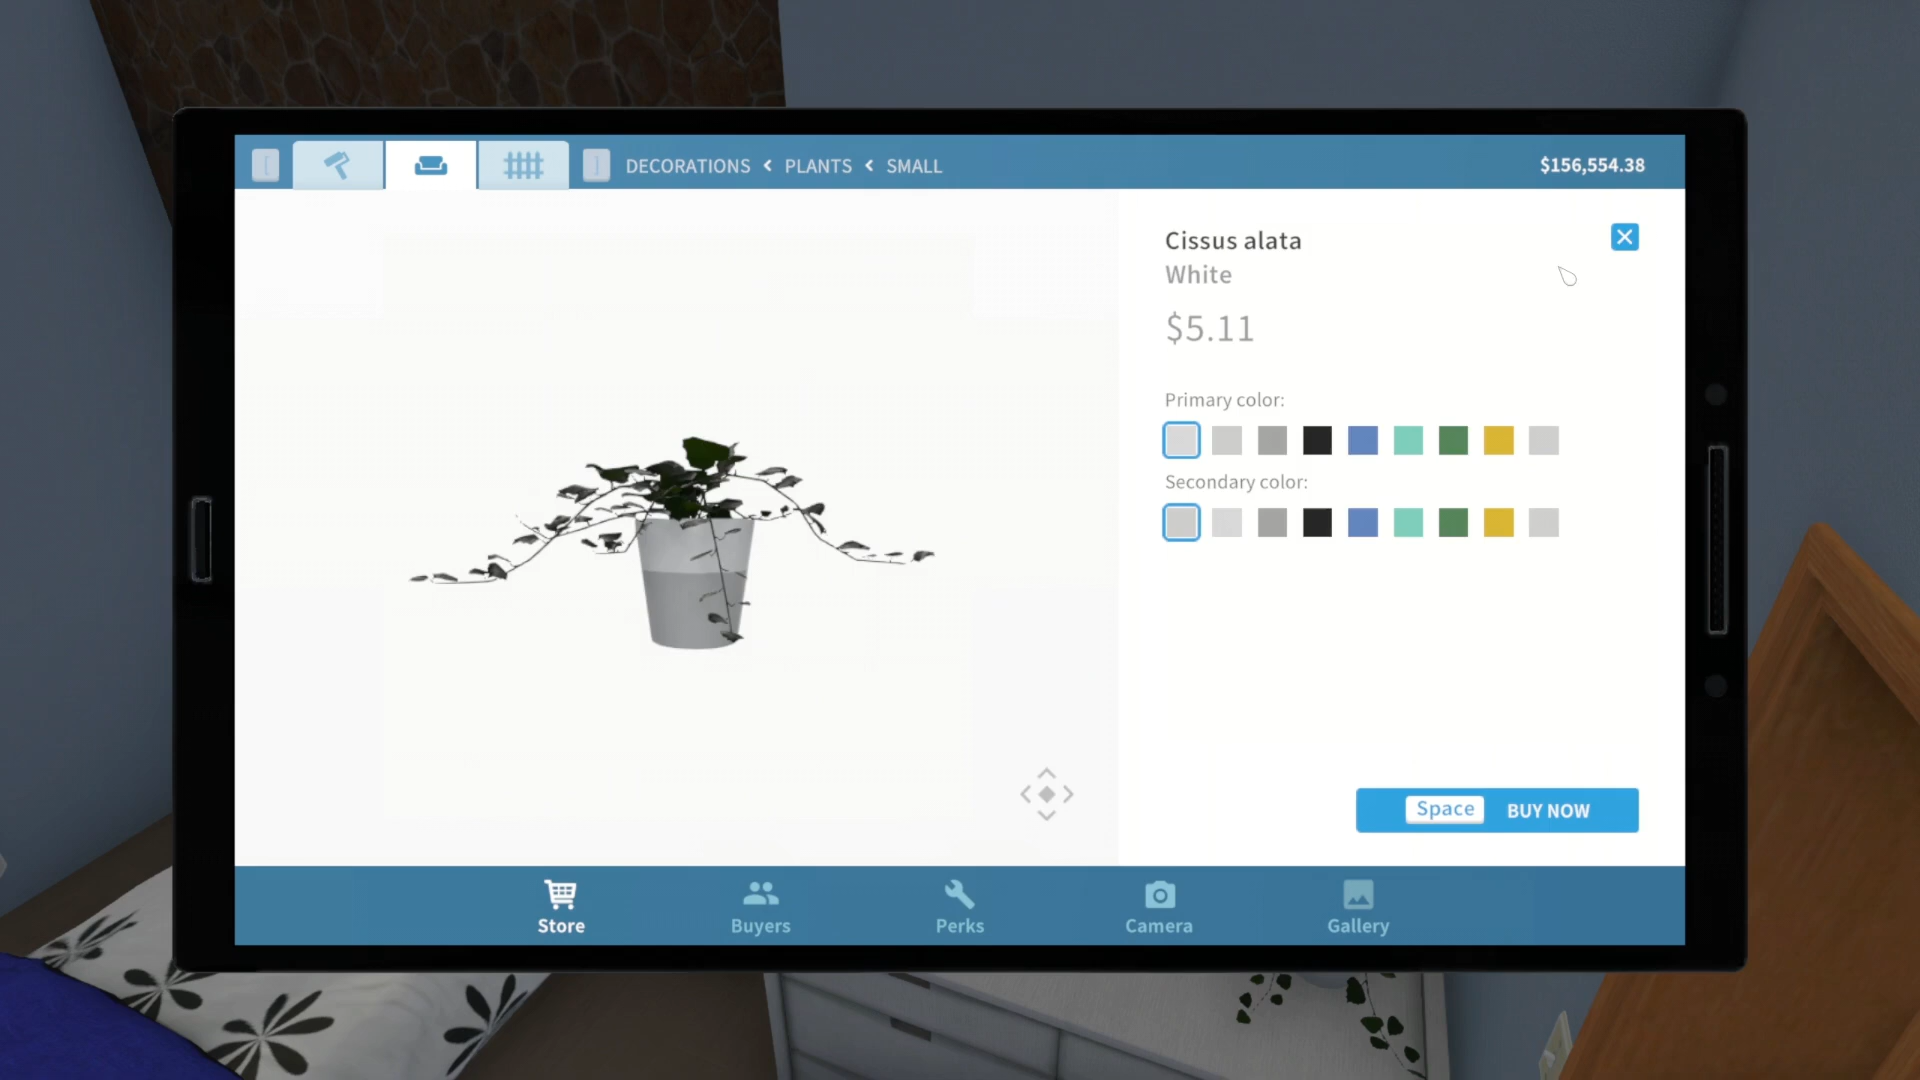 [
]
DECORATIONS < PLANTS < SMALL
$156,554.38
Cissus alata
White
$5.11
Primary color:
Secondary color:
Space BUY NOW
Store
Buyers
Perks
Camera
Gallery